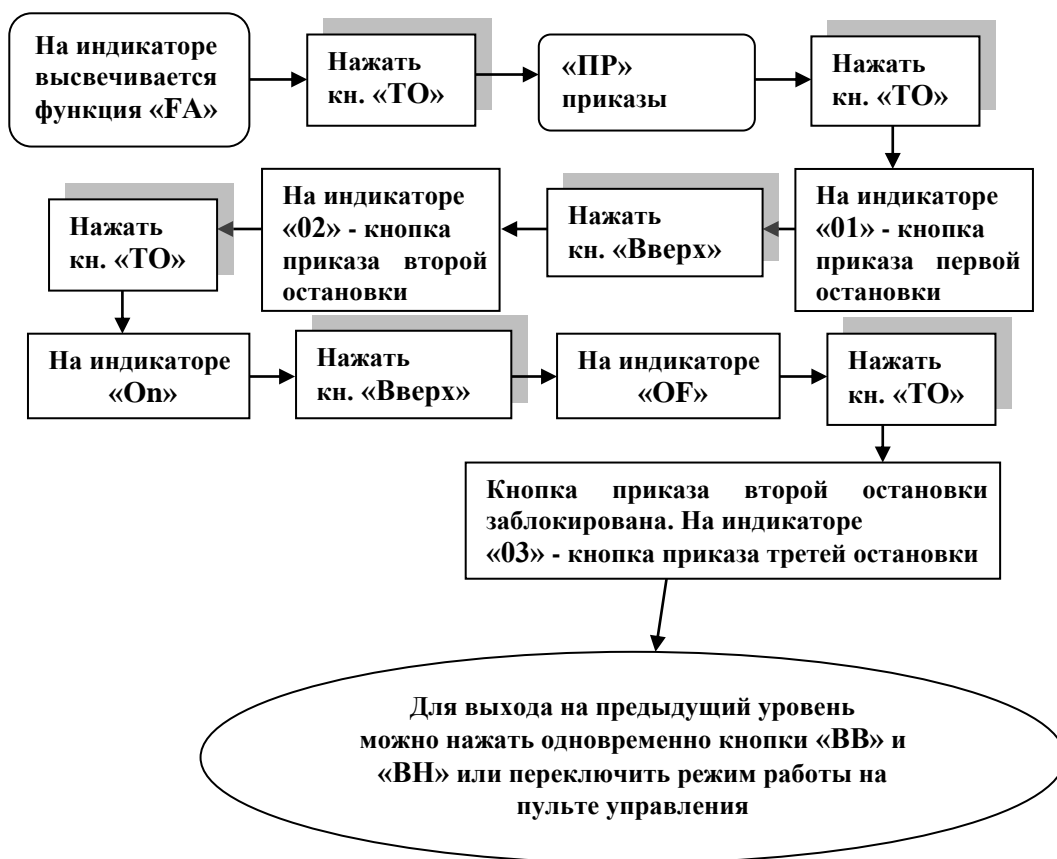 На индикаторе
высвечивается
функция «FA»
Нажать
кн. «ТО»
«ПР»
приказы
Нажать
кн. «ТО»
На индикаторе
«01» - кнопка
приказа первой
остановки
Нажать
кн. «Вверх»
На индикаторе
«02» - кнопка
приказа второй
остановки
Нажать
кн. «ТО»
На индикаторе
«On»
Нажать
кн. «Вверх»
На индикаторе
«OF»
Нажать
кн. «ТО»
Кнопка приказа второй остановки
заблокирована. На индикаторе
«03» - кнопка приказа третей остановки
Для выхода на предыдущий уровень
можно нажать одновременно кнопки «ВВ» и
«ВН» или переключить режим работы на
пульте управления